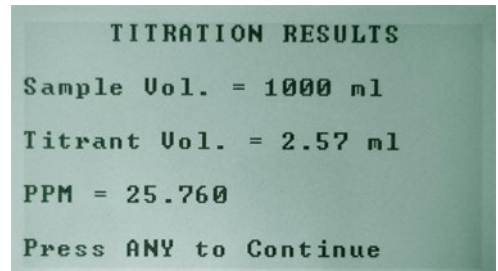 TITRATION RESULTS
Sample Vol. = 1000 ml
Titrant Vol. = 2.57 ml
PPM = 25.760
Press ANY to Continue